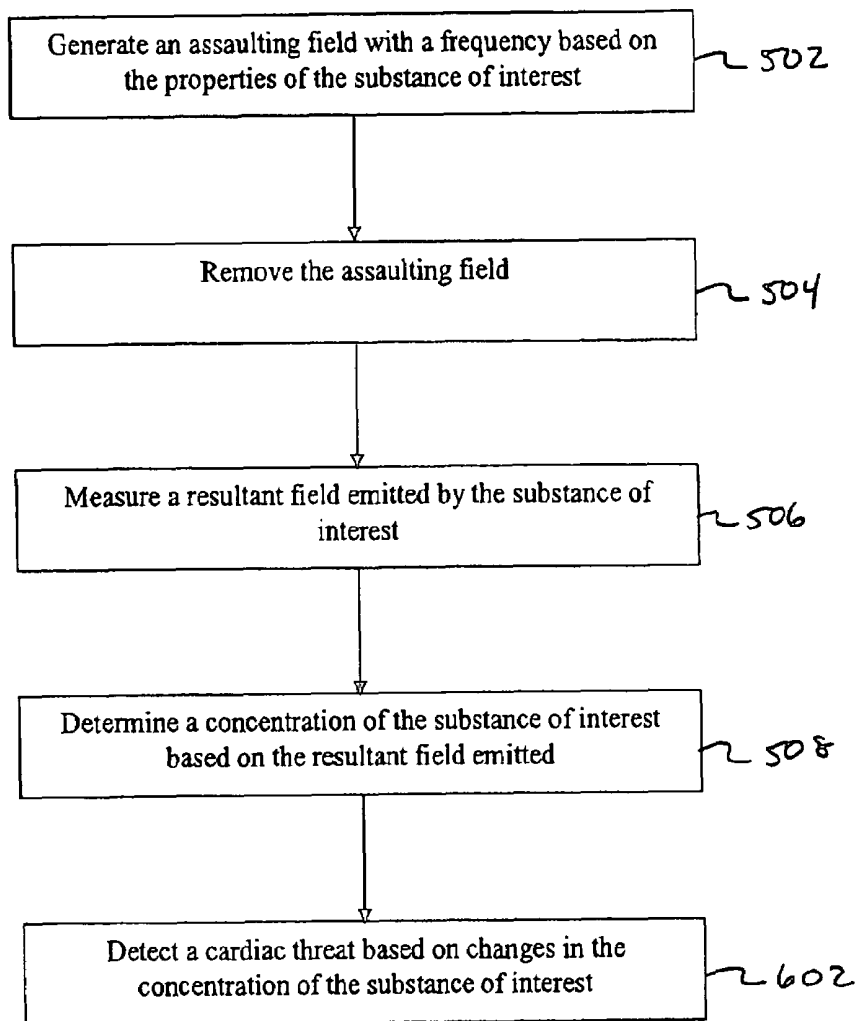 Generate an assaulting field with a frequency based on
the properties of the substance of interest
502
Remove the assaulting field
504
Measure a resultant field emitted by the substance of
interest
506
Determine a concentration of the substance of interest
based on the resultant field emitted
508
Detect a cardiac threat based on changes in the
concentration of the substance of interest
602